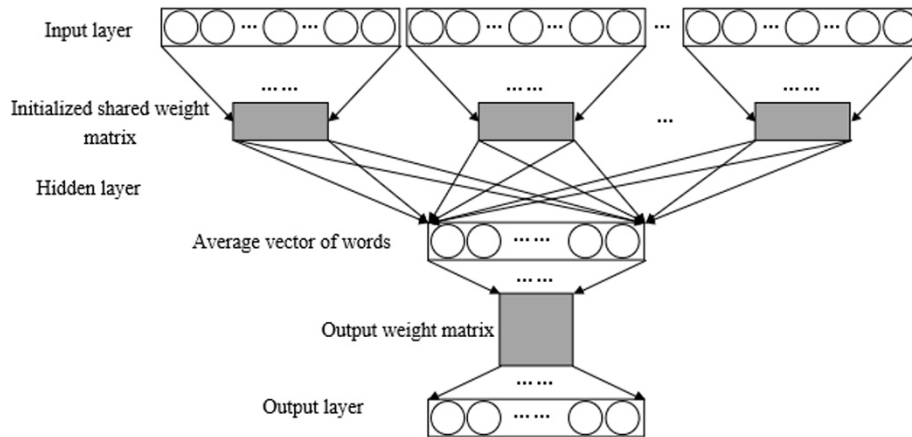 Input layer
Initialized shared weight
matrix
Hidden layer
Average vector of words
Output weight matrix
Output layer